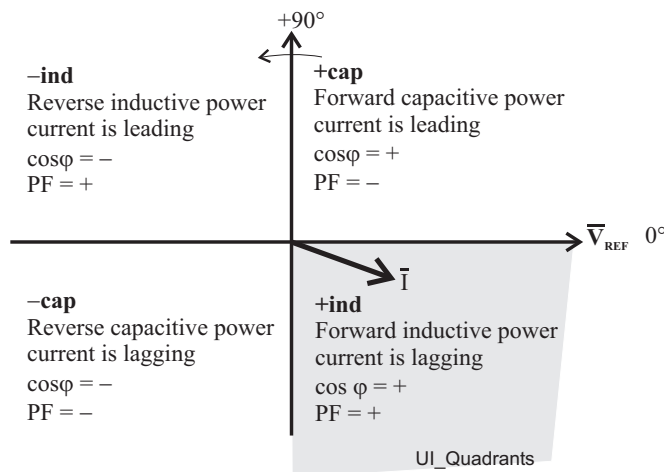 +90°
–ind
Reverse inductive power
current is leading
cosφ = –
PF = +
+cap
Forward capacitive power
current is leading
cosφ = +
PF = –
V̅REF 0°
I̅
–cap
Reverse capacitive power
current is lagging
cosφ = –
PF = –
+ind
Forward inductive power
current is lagging
cos φ = +
PF = +
UI_Quadrants